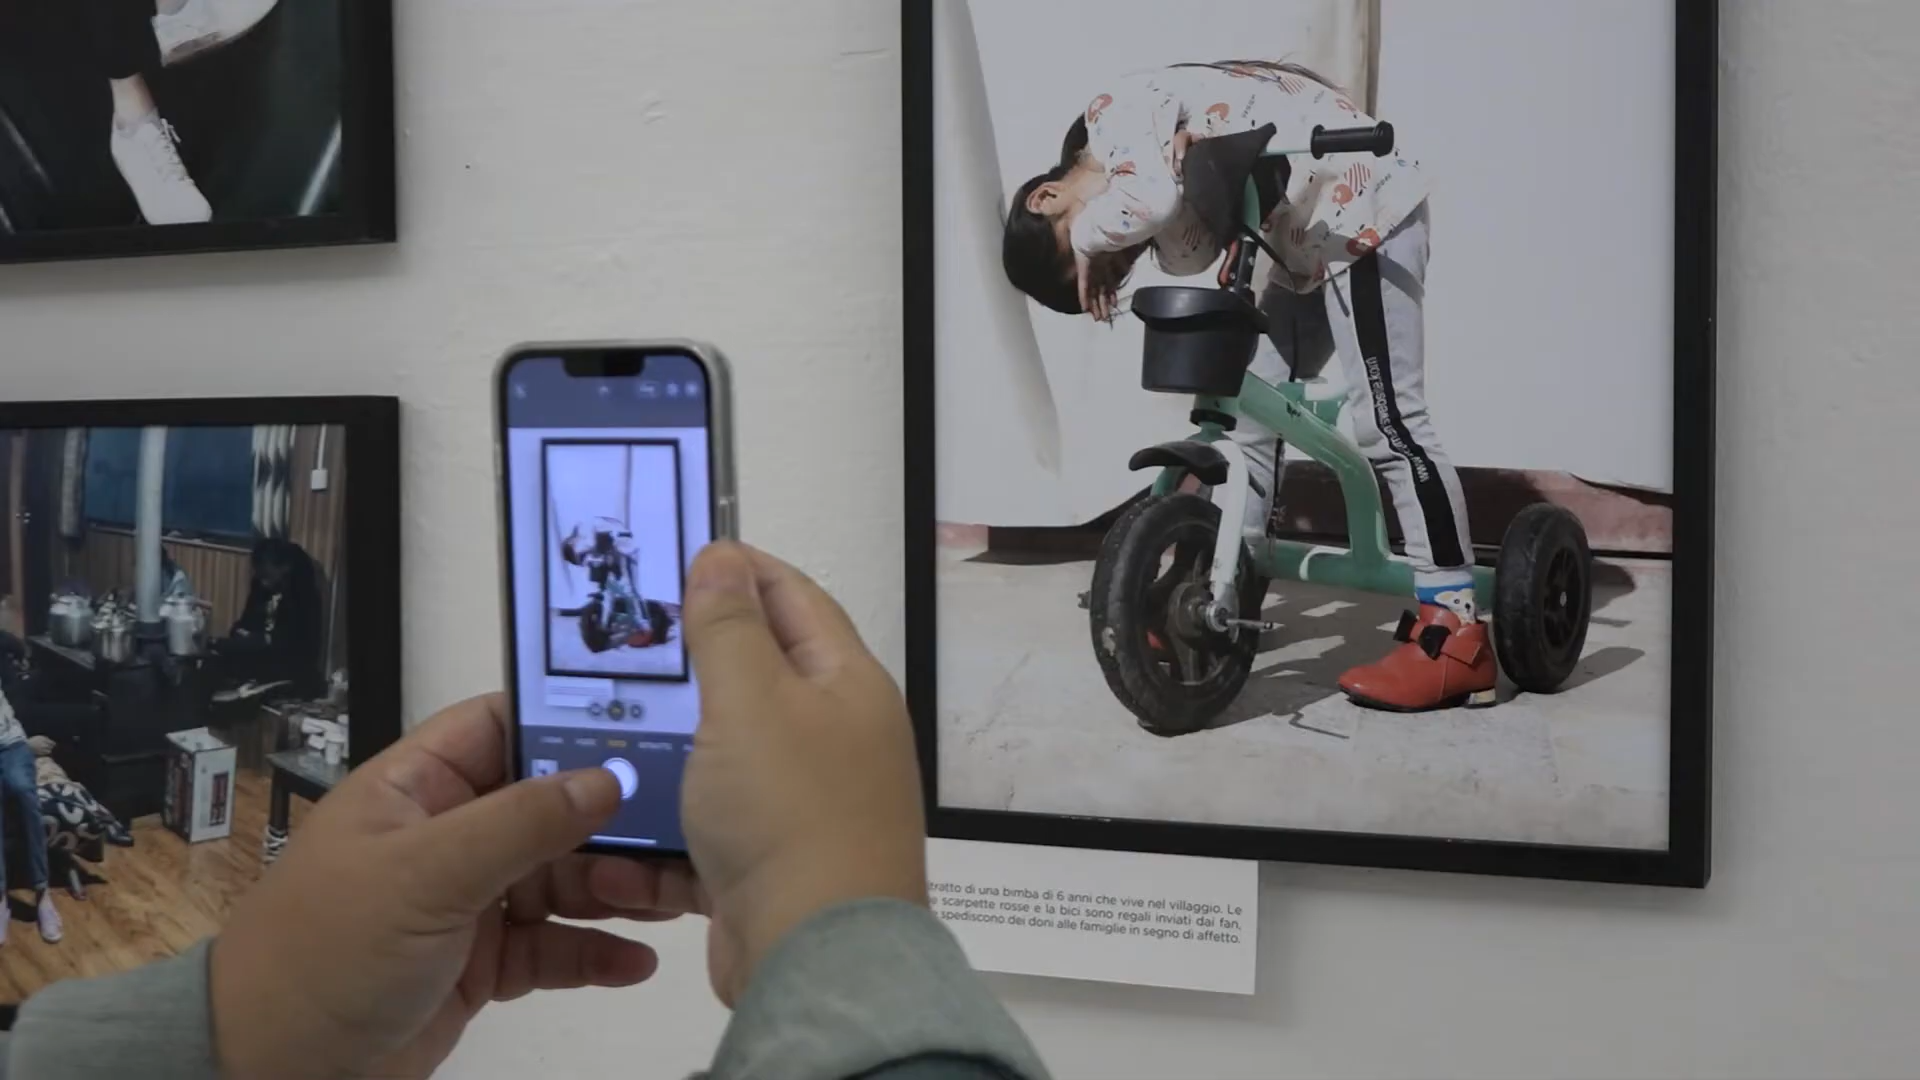 tratto di una bimba di 6 anni che vive nel villaggio. Le
e scarpette rosse e la bici sono regali inviati dai fan,
spediscono dei doni alle famiglie in segno di affetto.